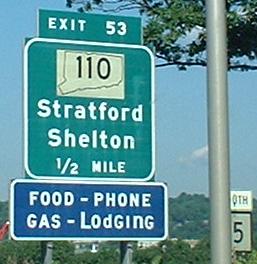 EXIT 53
110
Stratford
Shelton
1/2 MILE
FOOD - PHONE
GAS - Lodging
5